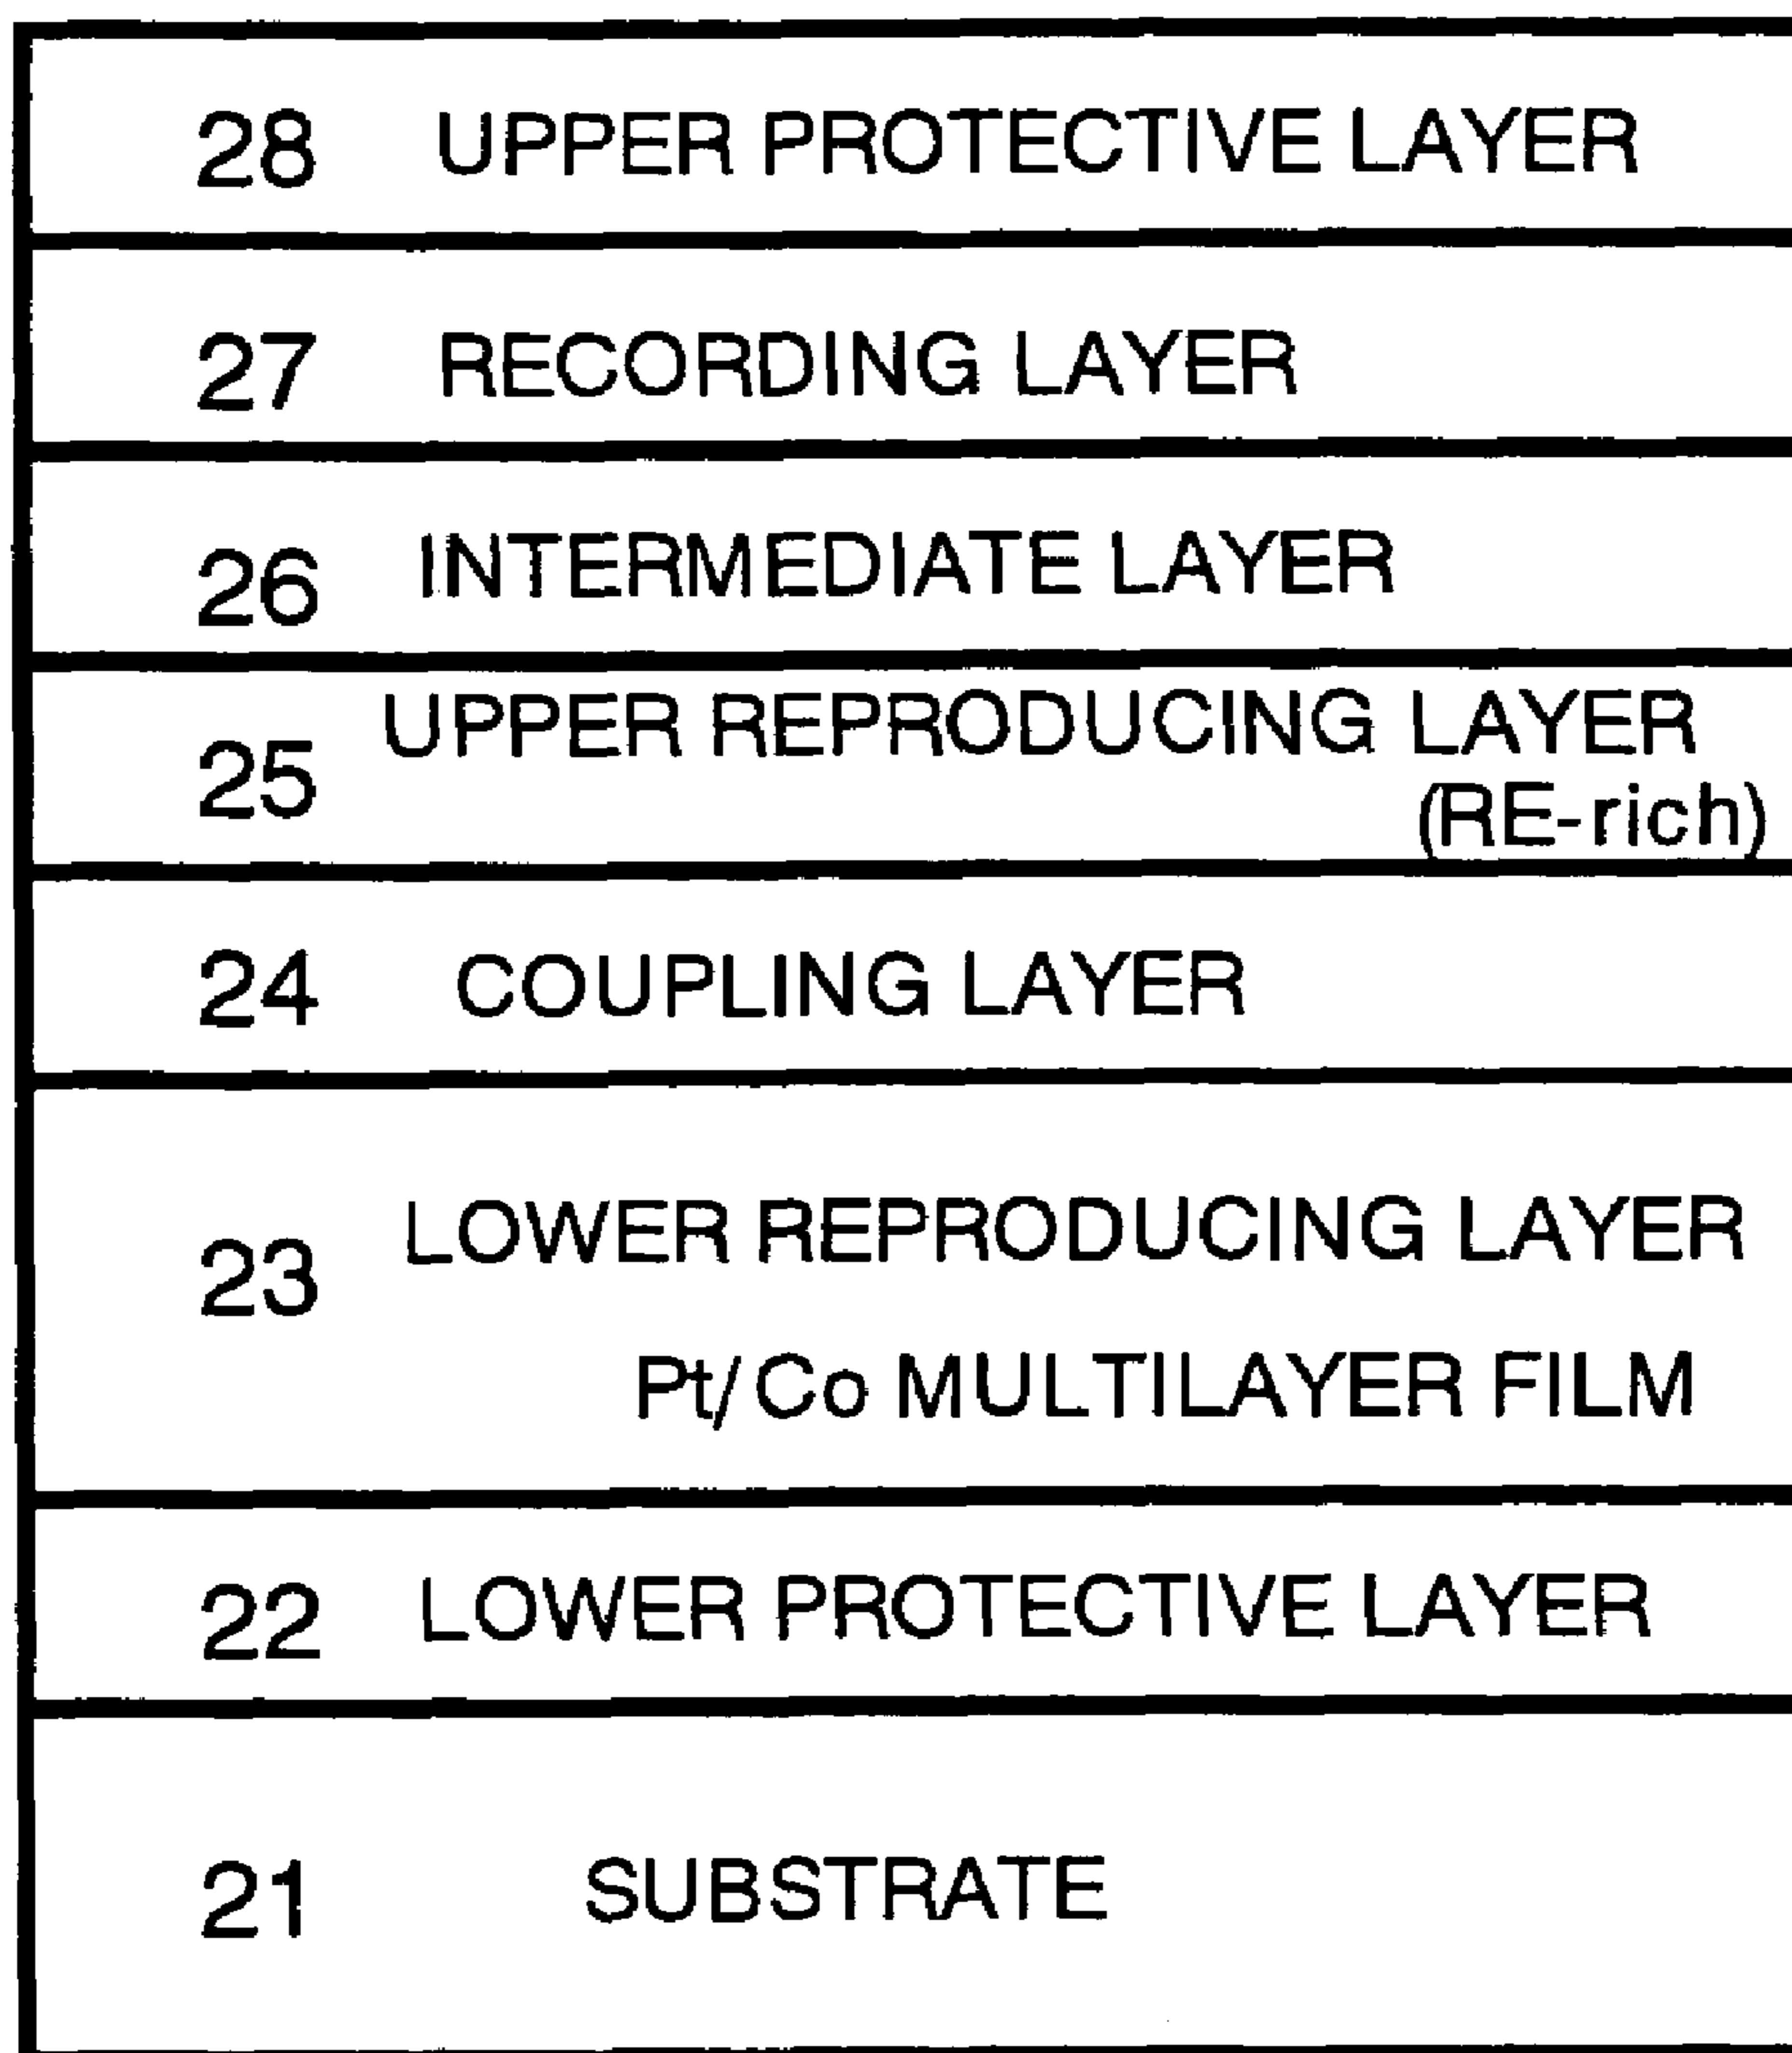 28 UPPER PROTECTIVE LAYER
27 RECORDING LAYER
26 INTERMEDIATE LAYER
25 UPPER REPRODUCING LAYER
(RE-rich)
24 COUPLING LAYER
23 LOWER REPRODUCING LAYER
Pt/Co MULTILAYER FILM
22 LOWER PROTECTIVE LAYER
21 SUBSTRATE